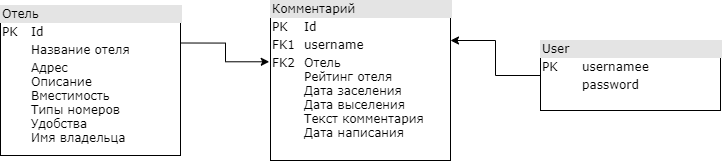 Отель
PK Id
Название отеля
Адрес
Описание
Вместимость
Типы номеров
Удобства
Имя владельца
Комментарий
PK Id
FK1 username
FK2 Отель
Рейтинг отеля
Дата заселения
Дата выселения
Текст комментария
Дата написания
User
PK usernamee
password